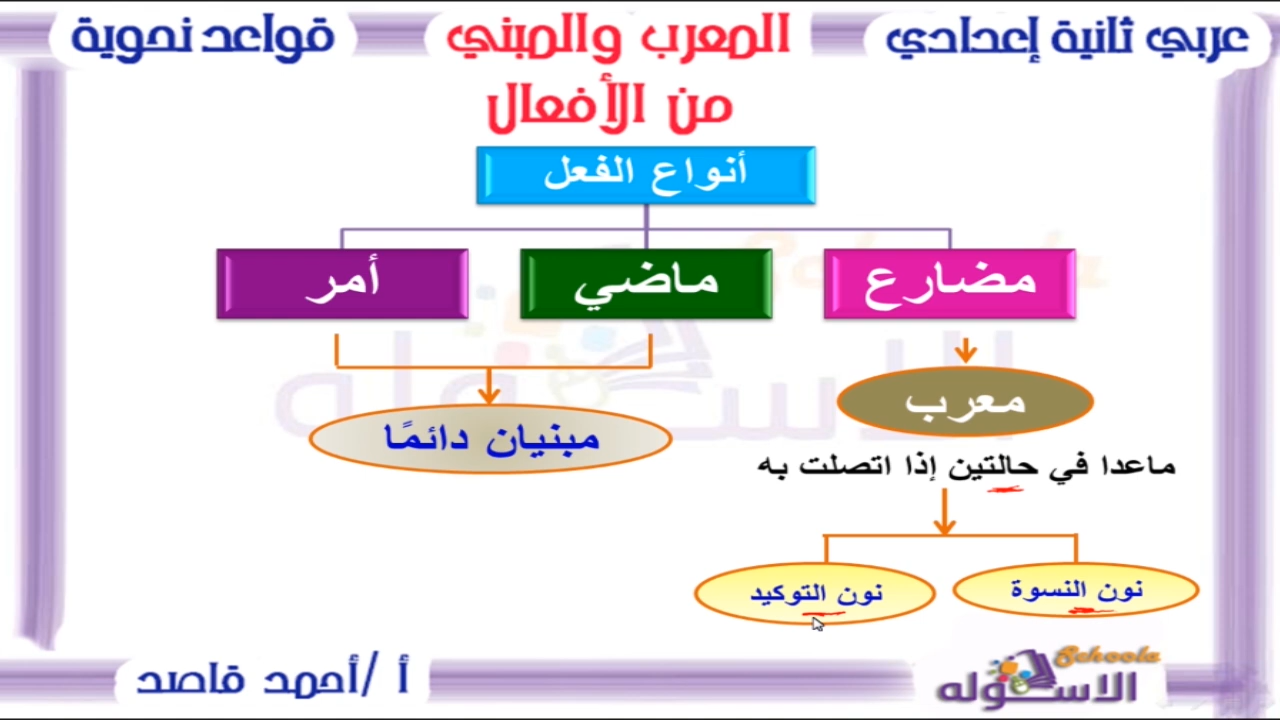 عربي ثانية إعدادي
المعرب والمبني
من الأفعال
قواعد نحوية
أنواع الفعل
مضارع
ماضي
أمر
معرب
مبنيان دائمًا
ماعدا في حالتين إذا اتصلت به
نون النسوة
نون التوكيد
Schoola
الاسكوله
أ /أحمد قاصد